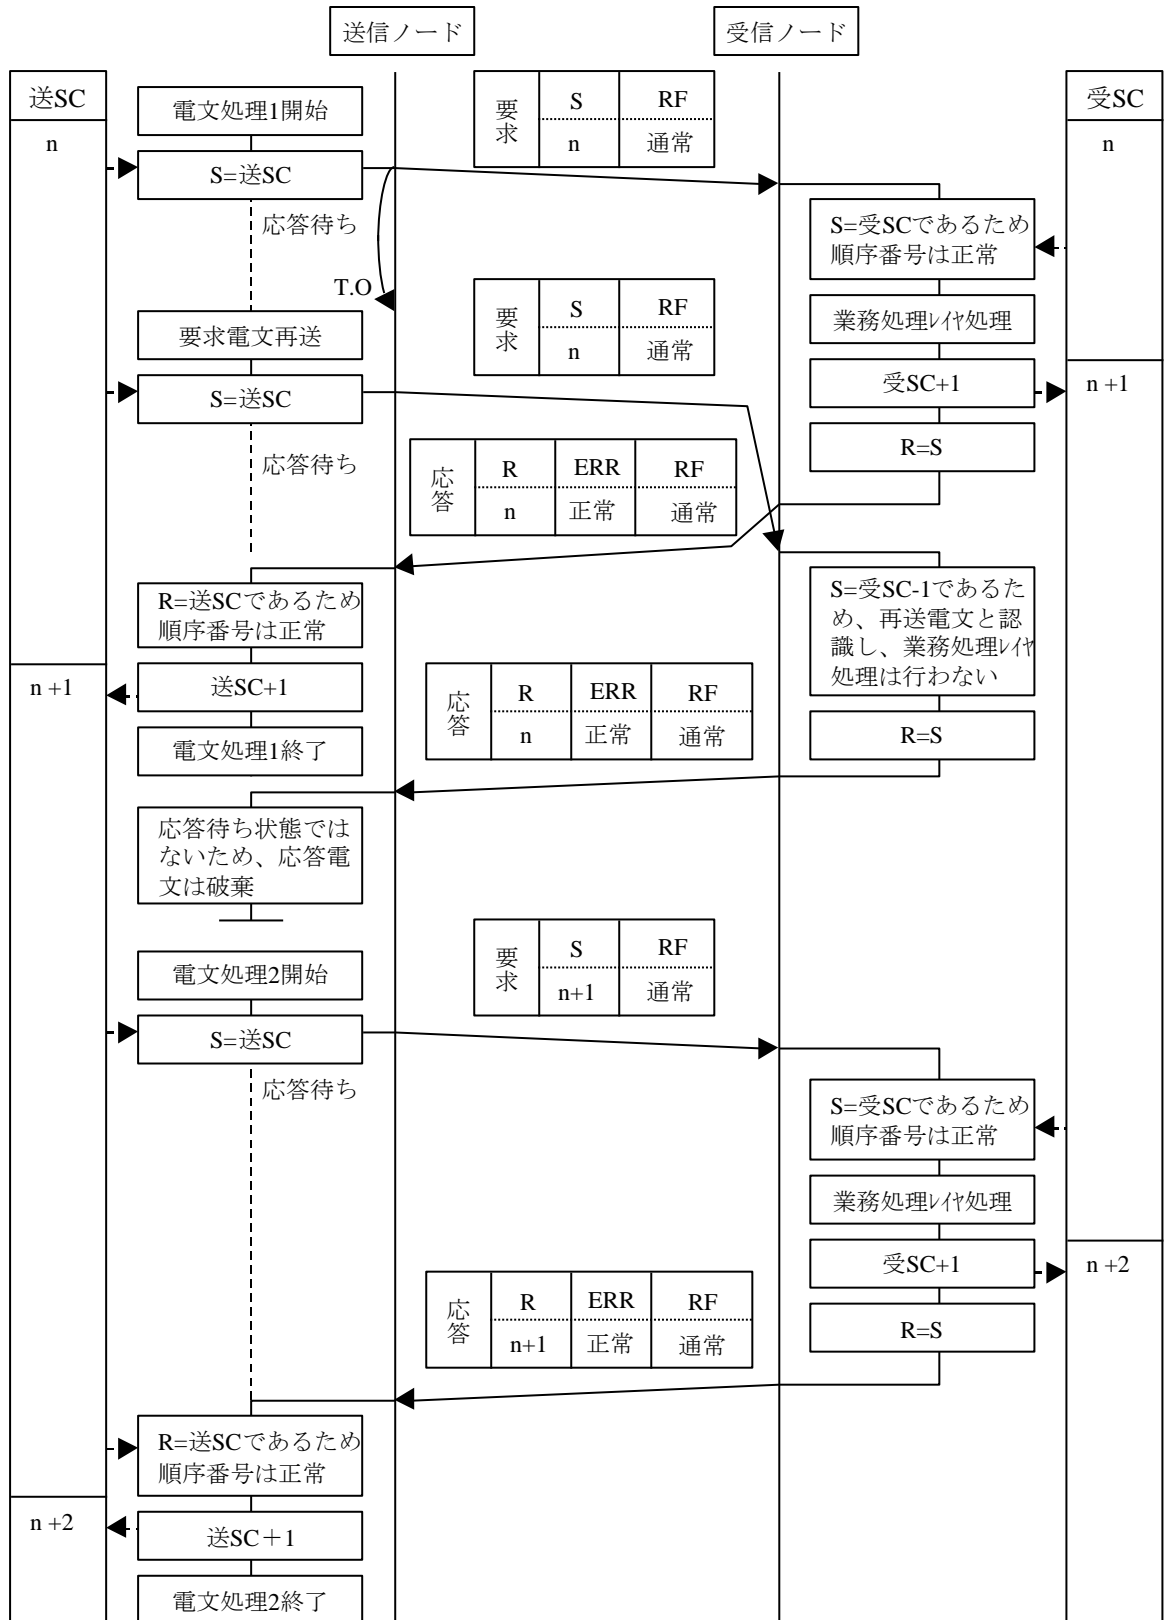 送信ノード
受信ノード
送SC
受SC
電文処理1開始
要求
S
RF
n
通常
n
n
S=送SC
応答待ち
S=受SCであるため
順序番号は正常
T.O
要求
S
RF
n
通常
業務処理ﾚｲﾔ処理
要求電文再送
S=送SC
受SC+1
n +1
応答待ち
応答
R
ERR
RF
n
正常
通常
R=S
R=送SCであるため
順序番号は正常
S=受SC-1であるた
め、再送電文と認
識し、業務処理ﾚｲﾔ
処理は行わない
n +1
送SC+1
応答
R
ERR
RF
n
正常
通常
電文処理1終了
R=S
応答待ち状態では
ないため、応答電
文は破棄
要求
S
RF
n+1
通常
電文処理2開始
S=送SC
応答待ち
S=受SCであるため
順序番号は正常
業務処理ﾚｲﾔ処理
受SC+1
n +2
応答
R
ERR
RF
n+1
正常
通常
R=S
R=送SCであるため
順序番号は正常
n +2
送SC＋1
電文処理2終了